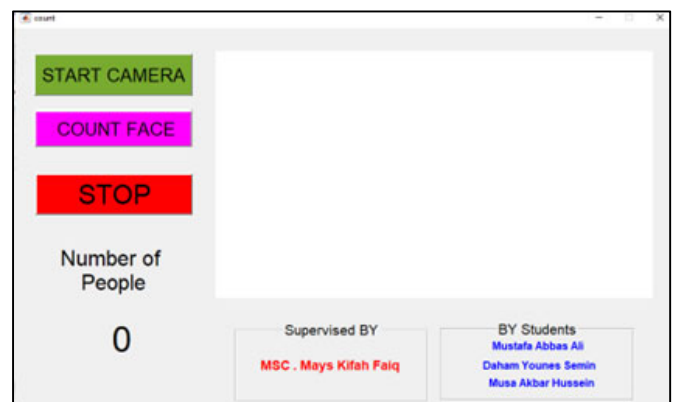 count
START CAMERA
COUNT FACE
STOP
Number of
People
0
Supervised BY
MSC . Mays Kifah Faiq
BY Students
Mustafa Abbas Ali
Daham Younes Semin
Musa Akbar Hussein